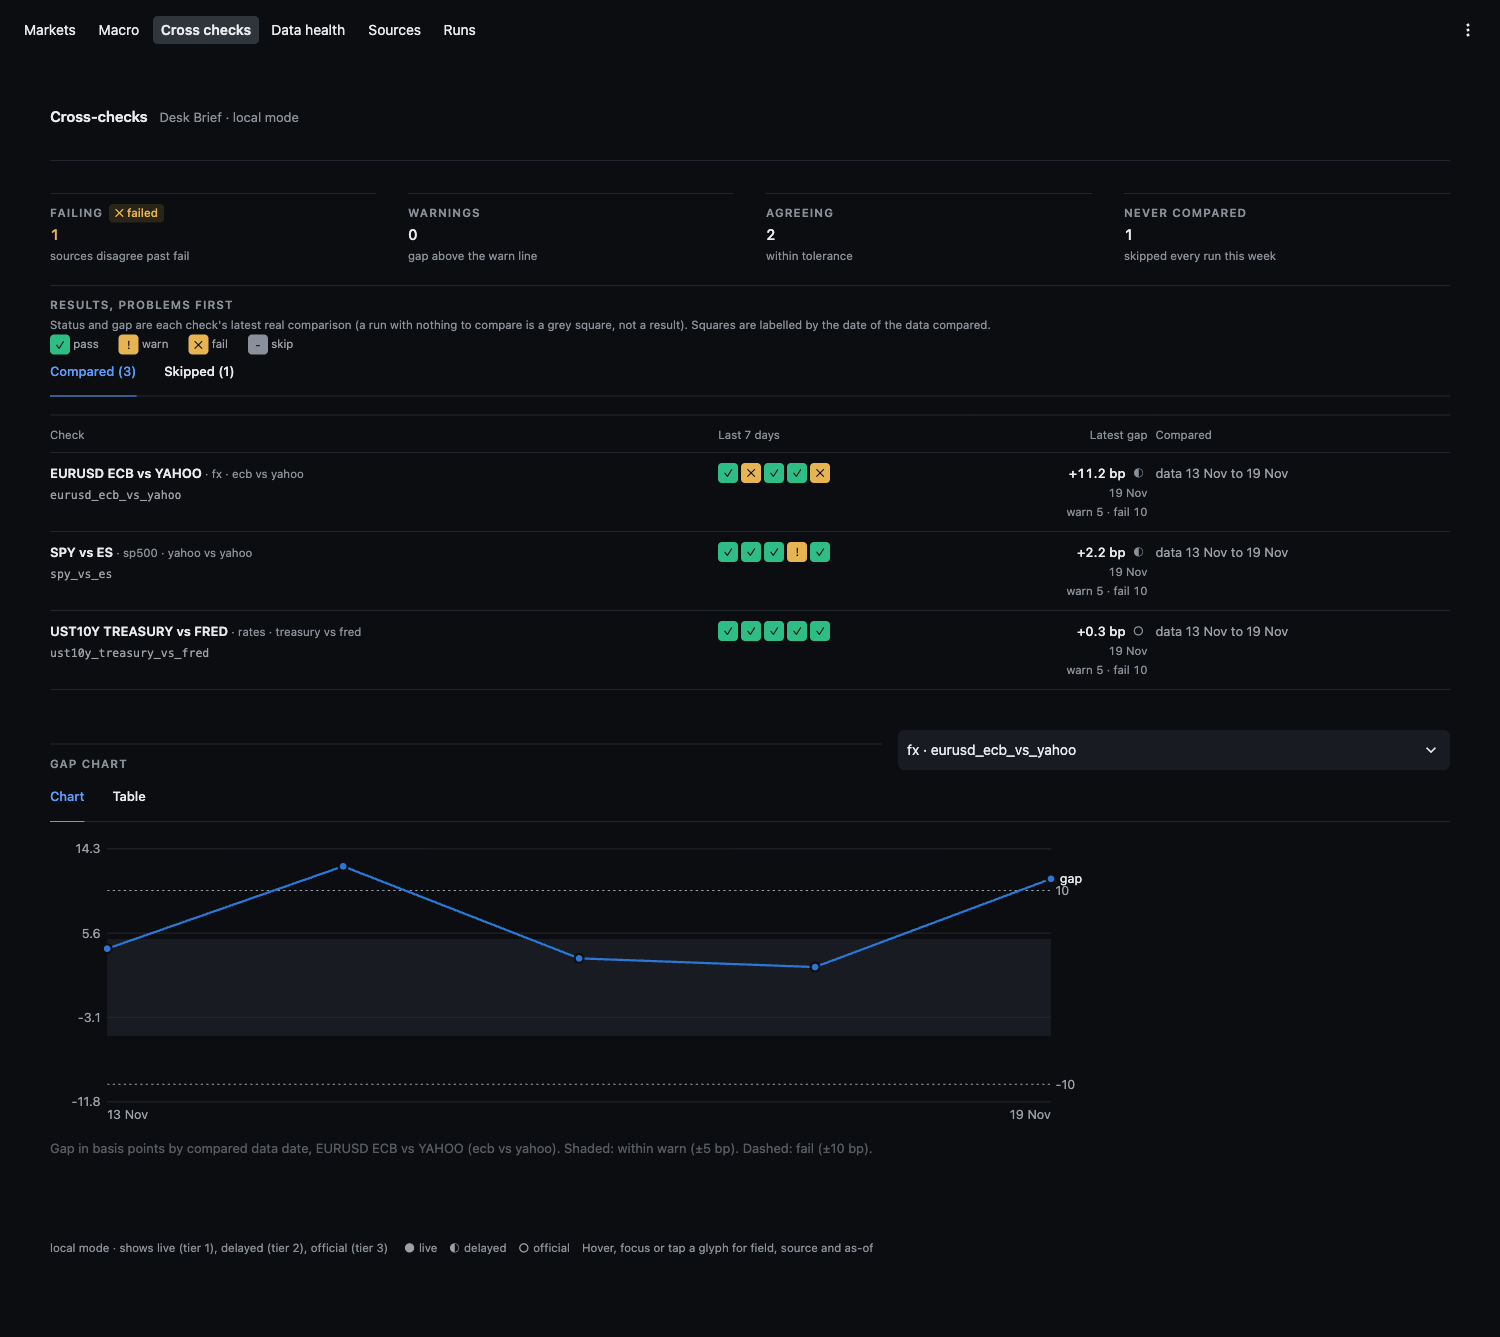 Markets Macro Cross checks Data health Sources Runs
Cross-checks Desk Brief · local mode
FAILING × failed
1
sources disagree past fail
WARNINGS
0
gap above the warn line
AGREEING
2
within tolerance
NEVER COMPARED
1
skipped every run this week
RESULTS, PROBLEMS FIRST
Status and gap are each check's latest real comparison (a run with nothing to compare is a grey square, not a result). Squares are labelled by the date of the data compared.
✓ pass ! warn × fail - skip
Compared (3) Skipped (1)
Check Last 7 days Latest gap Compared
EURUSD ECB vs YAHOO · fx · ecb vs yahoo ✓ × ✓ ✓ × +11.2 bp data 13 Nov to 19 Nov
eurusd_ecb_vs_yahoo 19 Nov
warn 5 · fail 10
SPY vs ES · sp500 · yahoo vs yahoo ✓ ✓ ✓ ! ✓ +2.2 bp data 13 Nov to 19 Nov
spy_vs_es 19 Nov
warn 5 · fail 10
UST10Y TREASURY vs FRED · rates · treasury vs fred ✓ ✓ ✓ ✓ ✓ +0.3 bp data 13 Nov to 19 Nov
ust10y_treasury_vs_fred 19 Nov
warn 5 · fail 10
fx · eurusd_ecb_vs_yahoo
GAP CHART
Chart Table
14.3
gap
10
5.6
-3.1
-10
-11.8
13 Nov 19 Nov
Gap in basis points by compared data date, EURUSD ECB vs YAHOO (ecb vs yahoo). Shaded: within warn (±5 bp). Dashed: fail (±10 bp).
local mode · shows live (tier 1), delayed (tier 2), official (tier 3) live delayed official Hover, focus or tap a glyph for field, source and as-of